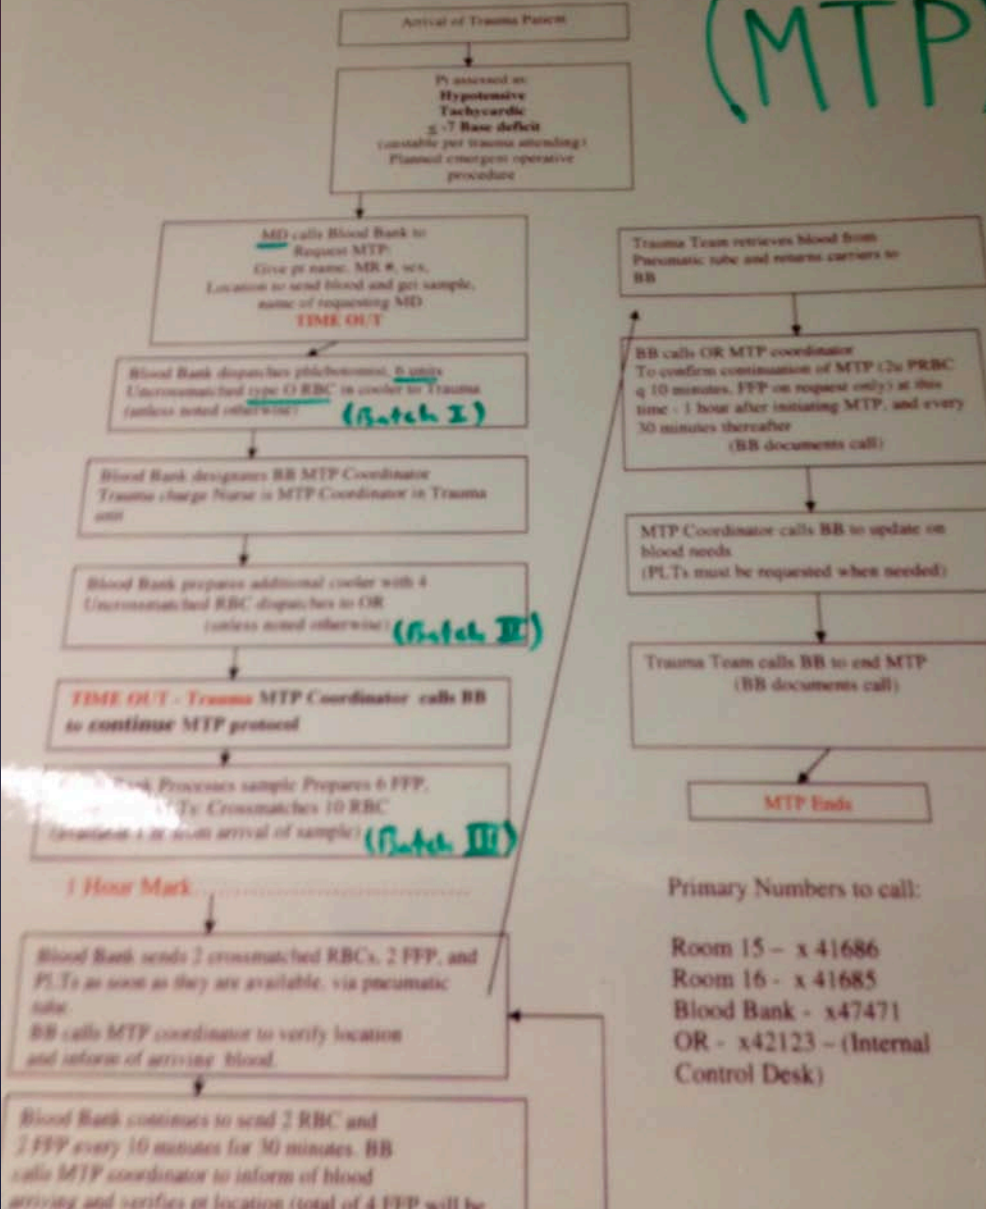 (MTP)
Arrival of Trauma Patient
Pt assessed as:
Hypotensive
Tachycardic
≤ -7 Base deficit
(unstable per trauma attending)
Planned emergent operative
procedure
MD calls Blood Bank to
Request MTP:
Give pt name, MR #, sex,
Location to send blood and get sample,
name of requesting MD
TIME OUT
Blood Bank dispatches phlebotomist, 6 units
Uncrossmatched type O RBC in cooler to Trauma
(unless noted otherwise)
(Batch I)
Blood Bank designates BB MTP Coordinator
Trauma charge Nurse is MTP Coordinator in Trauma
unit
Blood Bank prepares additional cooler with 4
Uncrossmatched RBC dispatches to OR
(unless noted otherwise)
(Batch II)
TIME OUT - Trauma MTP Coordinator calls BB
to continue MTP protocol
Processes sample Prepares 6 FFP,
Crossmatches 10 RBC
from arrival of sample)
(Batch III)
1 Hour Mark
Blood Bank sends 2 crossmatched RBCs, 2 FFP, and
PLTs as soon as they are available, via pneumatic
tube.
BB calls MTP coordinator to verify location
and inform of arriving blood.
Blood Bank continues to send 2 RBC and
2 FFP every 10 minutes for 30 minutes. BB
calls MTP coordinator to inform of blood
arriving and verifies pt location (total of 4 FFP will be
Trauma Team retrieves blood from
Pneumatic tube and returns carriers to
BB
BB calls OR MTP coordinator
To confirm continuation of MTP (2u PRBC
q 10 minutes, FFP on request only) at this
time - 1 hour after initiating MTP, and every
30 minutes thereafter
(BB documents call)
MTP Coordinator calls BB to update on
blood needs
(PLTs must be requested when needed)
Trauma Team calls BB to end MTP
(BB documents call)
MTP Ends
Primary Numbers to call:
Room 15 – x 41686
Room 16 - x 41685
Blood Bank - x47471
OR - x42123 – (Internal
Control Desk)